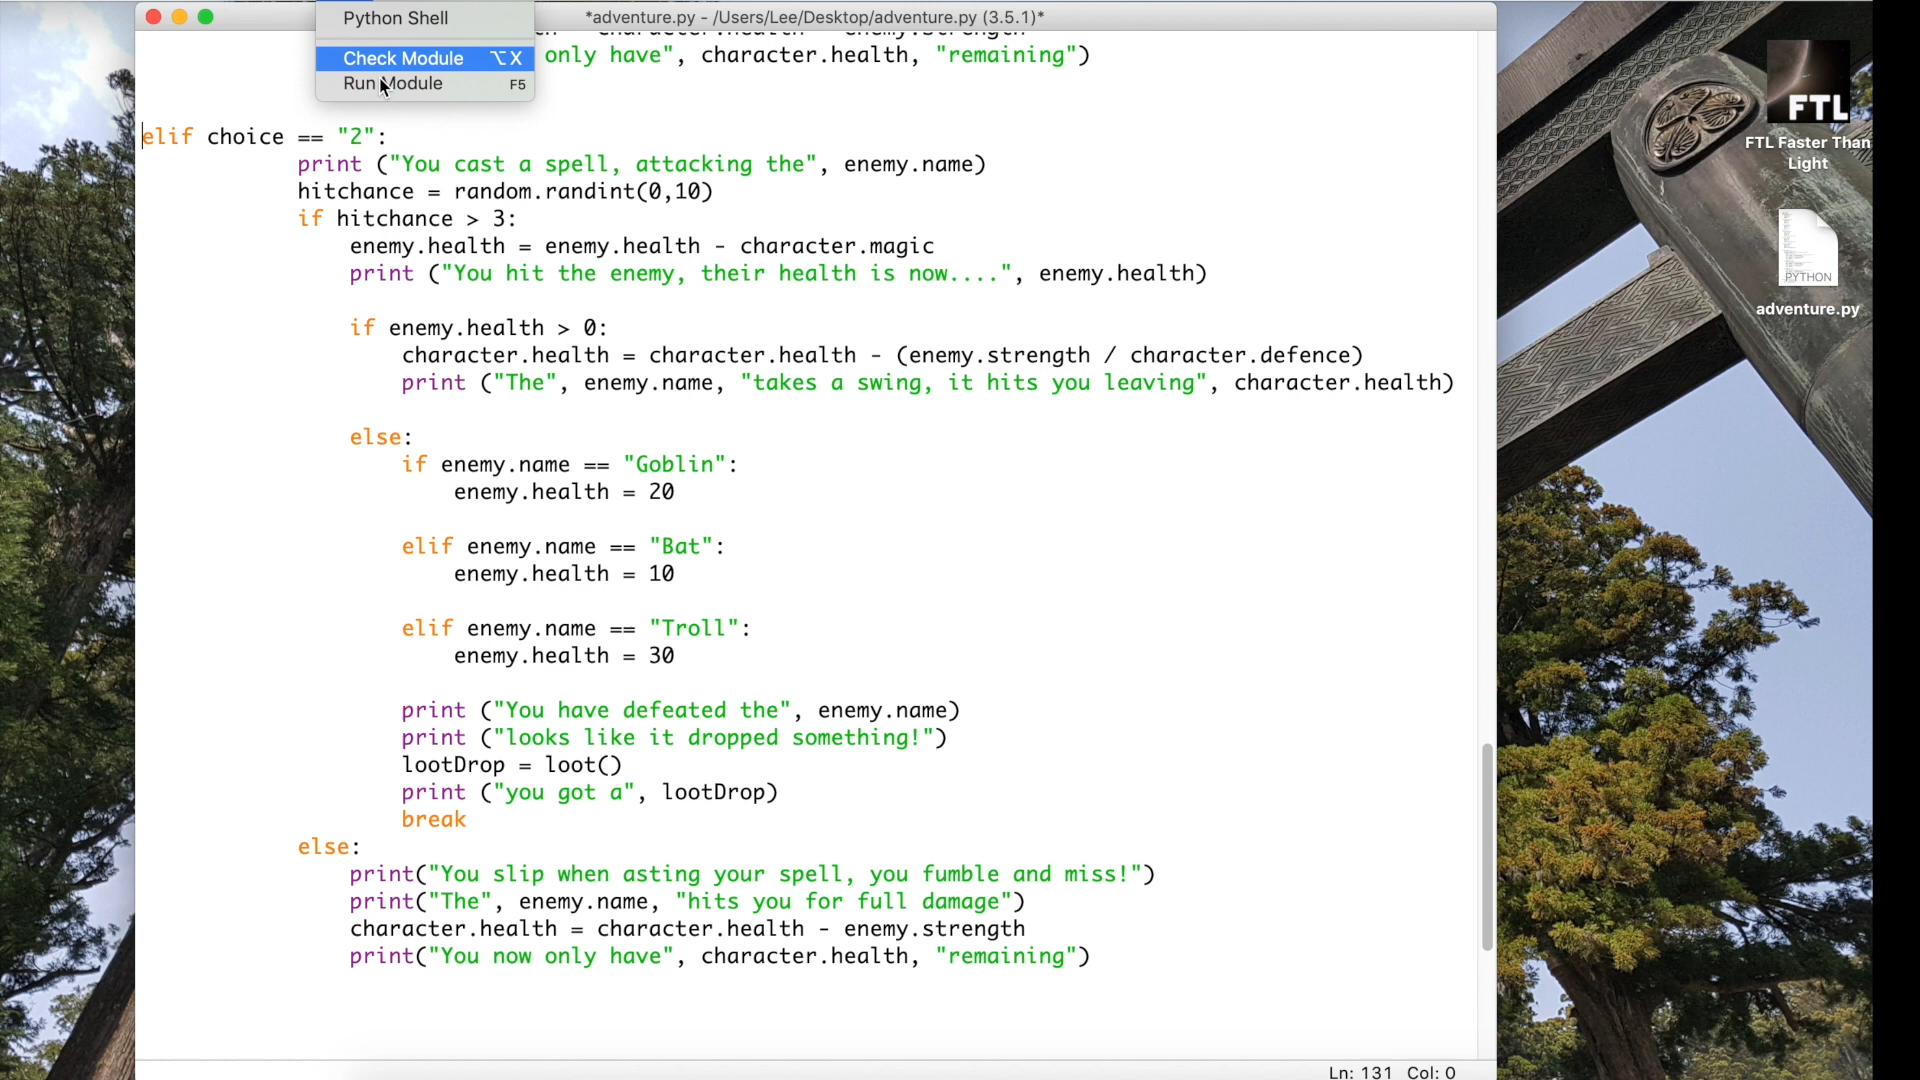 Python Shell
*adventure.py - /Users/Lee/Desktop/adventure.py (3.5.1)*
Check Module ⌥X
Run Module F5
character.health - enemy.strength
only have", character.health, "remaining")
elif choice == "2":
print ("You cast a spell, attacking the", enemy.name)
hitchance = random.randint(0,10)
if hitchance > 3:
enemy.health = enemy.health - character.magic
print ("You hit the enemy, their health is now....", enemy.health)
if enemy.health > 0:
character.health = character.health - (enemy.strength / character.defence)
print ("The", enemy.name, "takes a swing, it hits you leaving", character.health)
else:
if enemy.name == "Goblin":
enemy.health = 20
elif enemy.name == "Bat":
enemy.health = 10
elif enemy.name == "Troll":
enemy.health = 30
print ("You have defeated the", enemy.name)
print ("looks like it dropped something!")
lootDrop = loot()
print ("you got a", lootDrop)
break
else:
print("You slip when asting your spell, you fumble and miss!")
print("The", enemy.name, "hits you for full damage")
character.health = character.health - enemy.strength
print("You now only have", character.health, "remaining")
Ln: 131 Col: 0
FTL
FTL Faster Than
Light
PYTHON
adventure.py